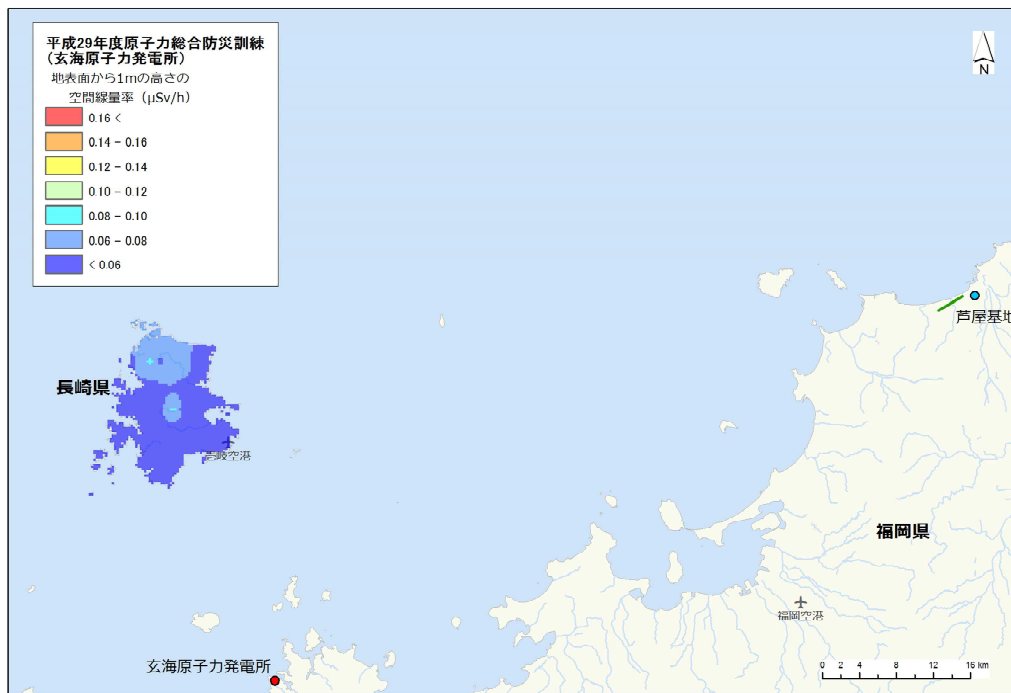 平成29年度原子力総合防災訓練
(玄海原子力発電所)
地表面から1mの高さの
空間線量率(μSv/h)
0.16 <
0.14 - 0.16
0.12 - 0.14
0.10 - 0.12
0.08 - 0.10
0.06 - 0.08
< 0.06
N
芦屋基地
長崎県
壱岐空港
福岡県
福岡空港
玄海原子力発電所
0 2 4 8 12 16 km